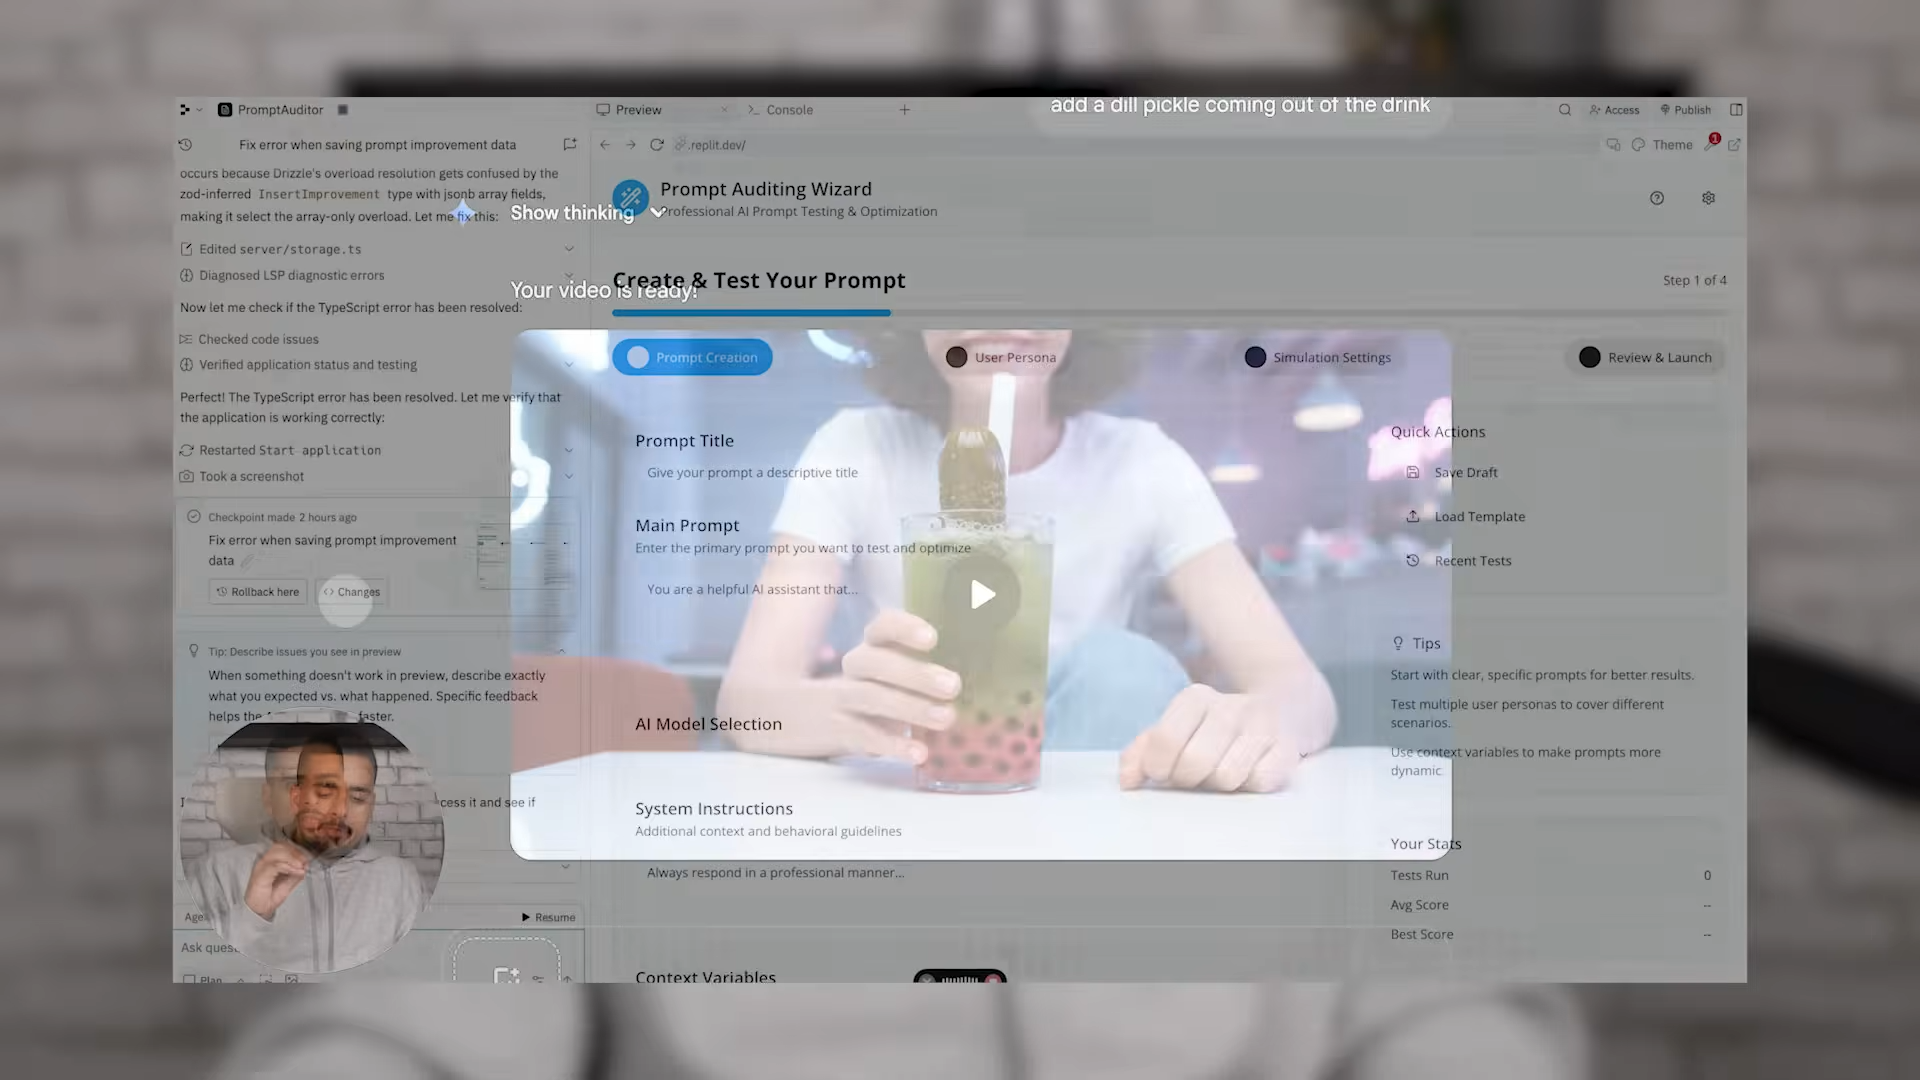 PromptAuditor
Preview
Console
add a dill pickle coming out of the drink
Access
Publish
Fix error when saving prompt improvement data
.replit.dev/
Theme
1
occurs because Drizzle's overload resolution gets confused by the
zod-inferred InsertImprovement type with jsonb array fields,
making it select the array-only overload. Let me fix this:
Edited server/storage.ts
Diagnosed LSP diagnostic errors
Now let me check if the TypeScript error has been resolved:
Checked code issues
Verified application status and testing
Perfect! The TypeScript error has been resolved. Let me verify that
the application is working correctly:
Restarted Start application
Took a screenshot
Checkpoint made 2 hours ago
Fix error when saving prompt improvement
data
Rollback here
Changes
Tip: Describe issues you see in preview
When something doesn't work in preview, describe exactly
what you expected vs. what happened. Specific feedback
helps the
faster.
cess it and see if
Resume
Ask
Plan
Show thinking
Your video is ready!
Prompt Auditing Wizard
Professional AI Prompt Testing & Optimization
Create & Test Your Prompt
Step 1 of 4
Prompt Creation
User Persona
Simulation Settings
Review & Launch
Prompt Title
Give your prompt a descriptive title
Main Prompt
Enter the primary prompt you want to test and optimize
You are a helpful AI assistant that...
AI Model Selection
System Instructions
Additional context and behavioral guidelines
Always respond in a professional manner...
Context Variables
Quick Actions
Save Draft
Load Template
Recent Tests
Tips
Start with clear, specific prompts for better results.
Test multiple user personas to cover different
scenarios.
Use context variables to make prompts more
dynamic
Your Stats
Tests Run 0
Avg Score --
Best Score --